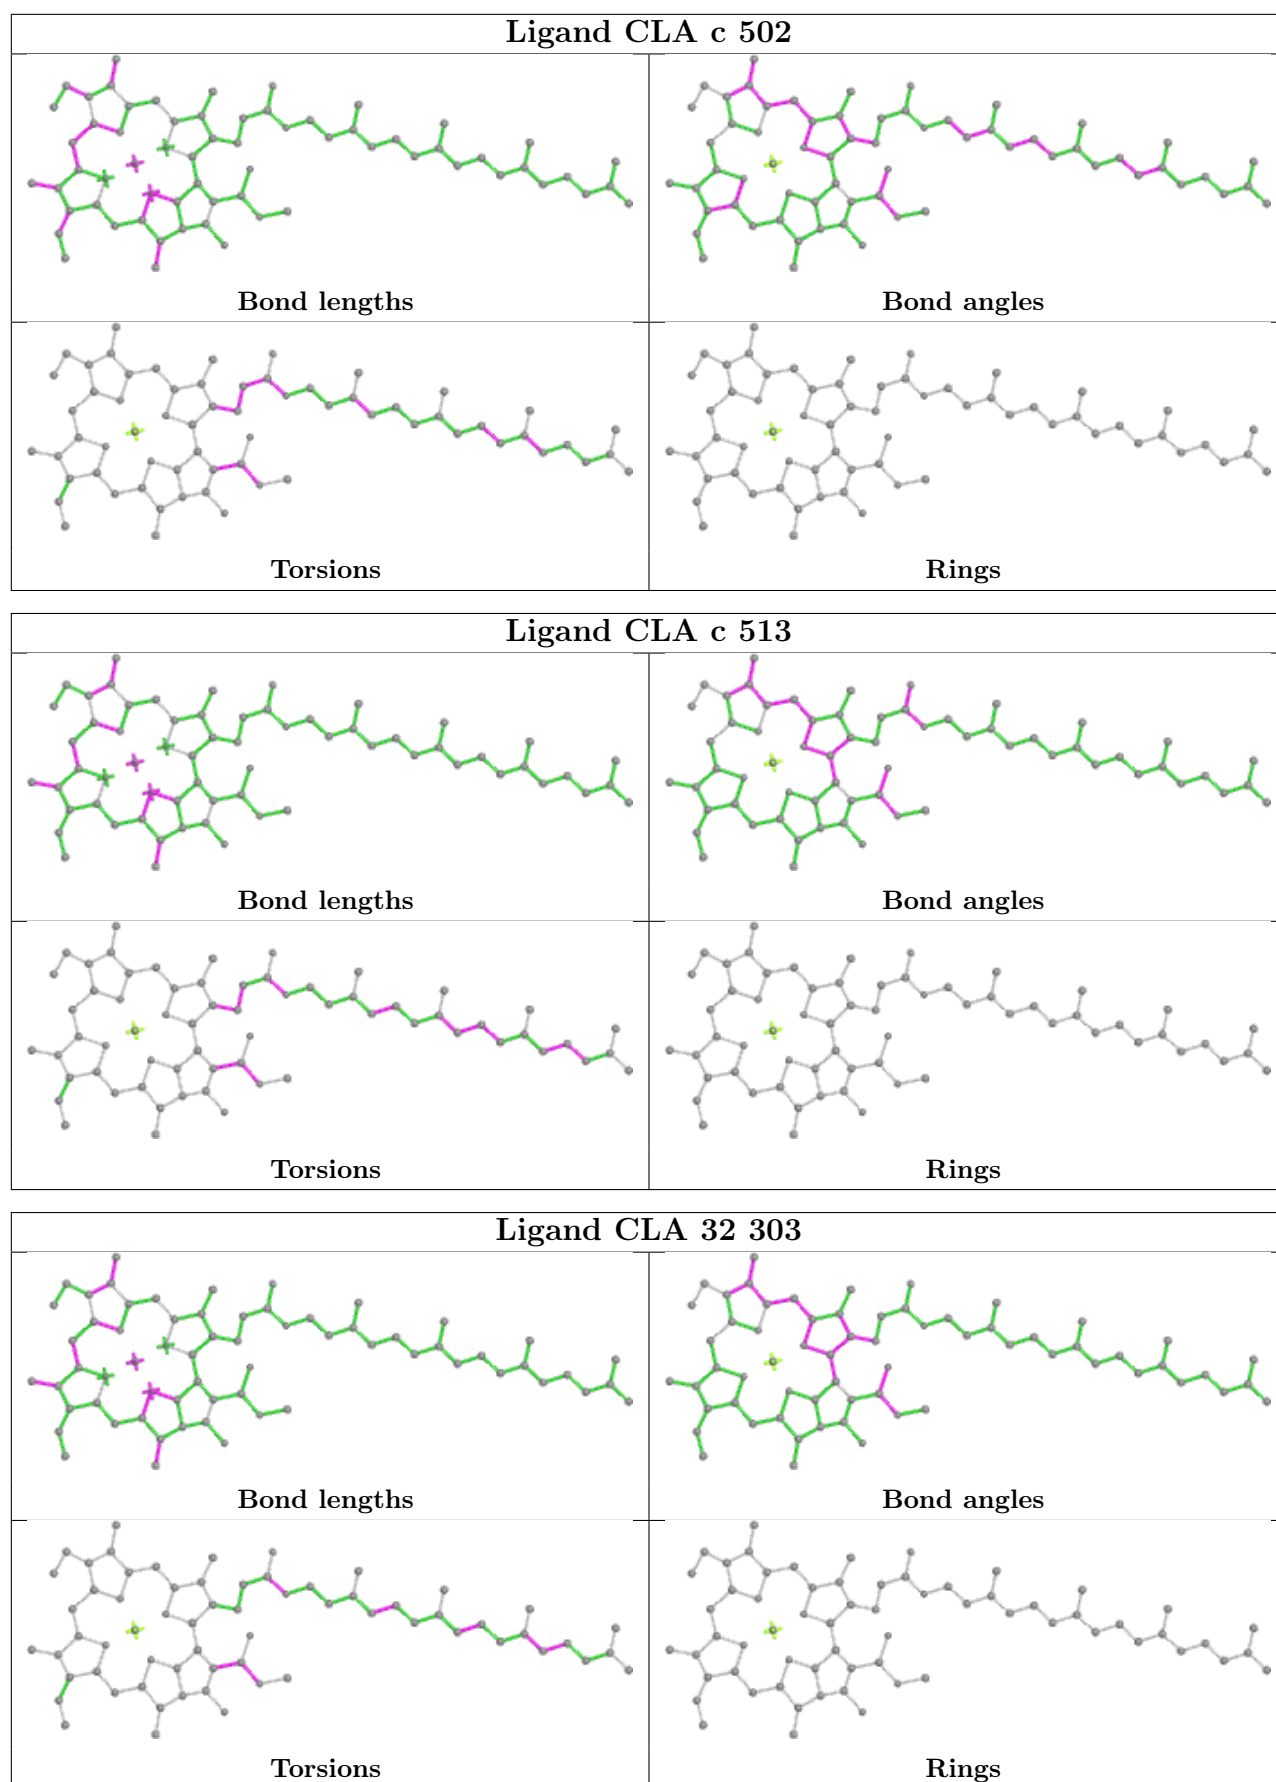 Ligand CLA c 502
Bond lengths
Bond angles
Torsions
Rings
Ligand CLA c 513
Bond lengths
Bond angles
Torsions
Rings
Ligand CLA 32 303
Bond lengths
Bond angles
Torsions
Rings